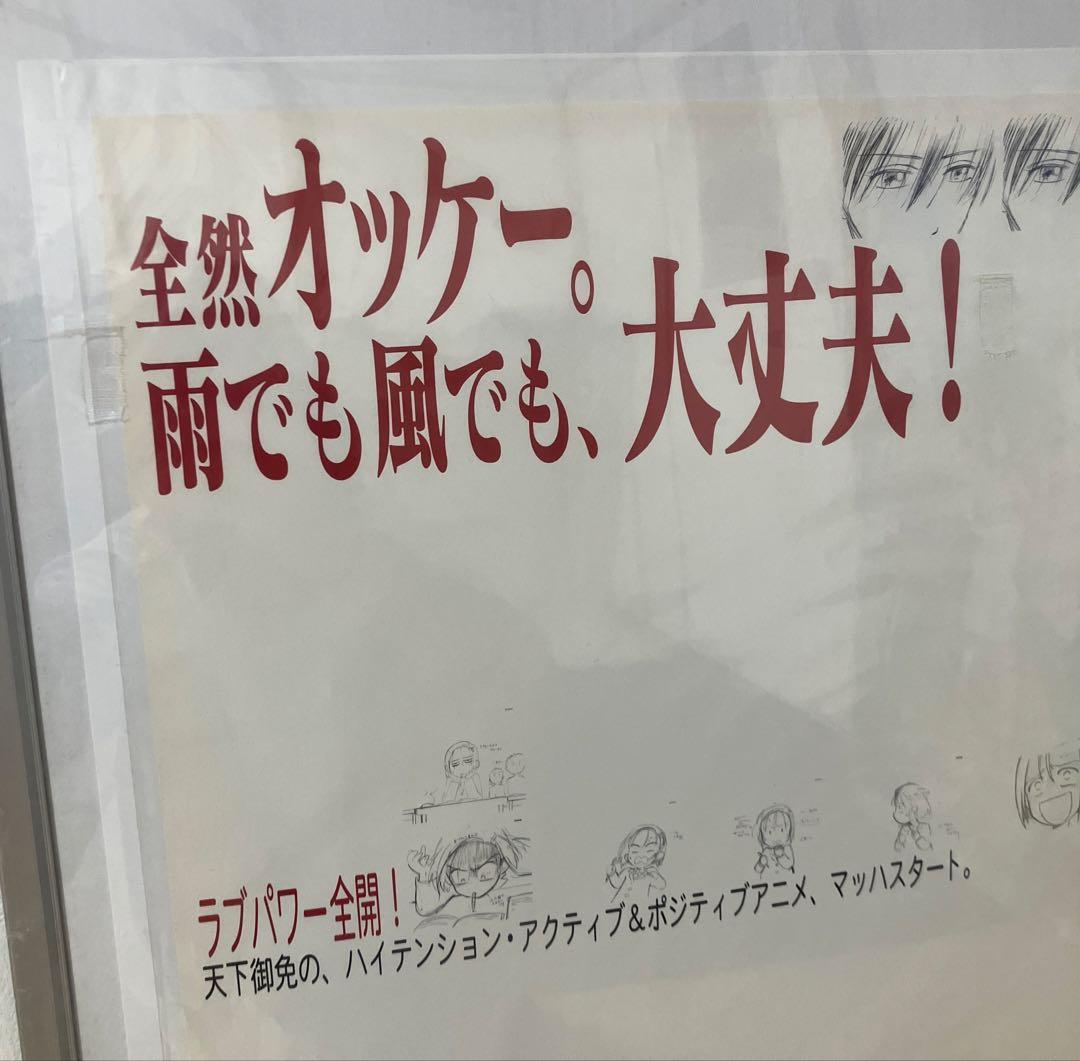 全然オッケー。
雨でも風でも、大丈夫!
ラブパワー全開!
天下御免の、ハイテンション・アクティブ&ポジティブアニメ、マッハスタート。